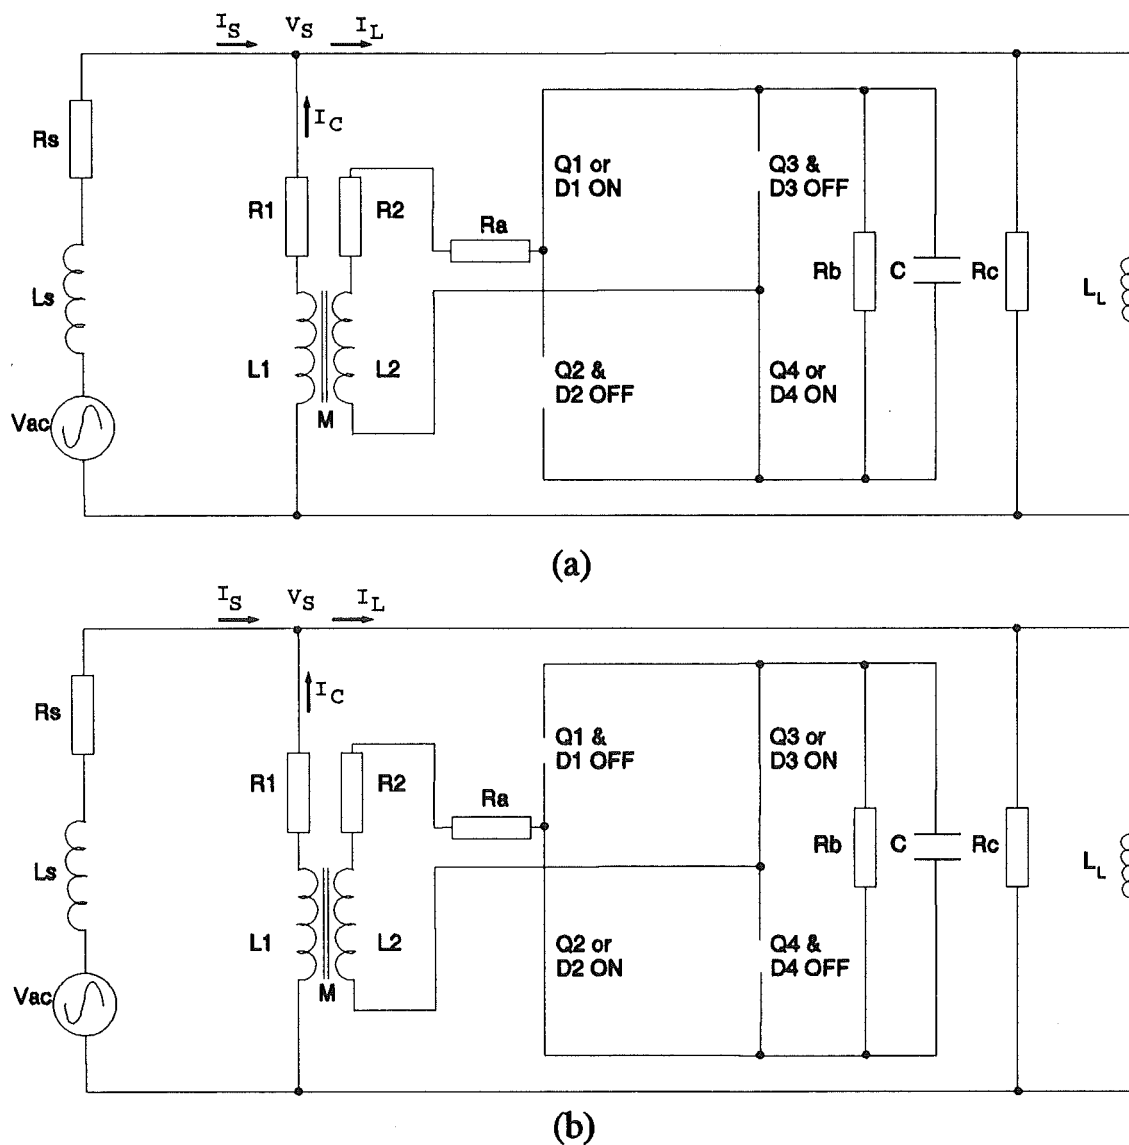 I_S V_S I_L
I_C
Rs
R1
R2
Ra
Q1 or
D1 ON
Q3 &
D3 OFF
Ls
Rb
C
Rc
L_L
L1
L2
M
Q2 &
D2 OFF
Q4 or
D4 ON
Vac
(a)
I_S V_S I_L
I_C
Rs
R1
R2
Ra
Q1 &
D1 OFF
Q3 or
D3 ON
Ls
Rb
C
Rc
L_L
L1
L2
M
Q2 or
D2 ON
Q4 &
D4 OFF
Vac
(b)